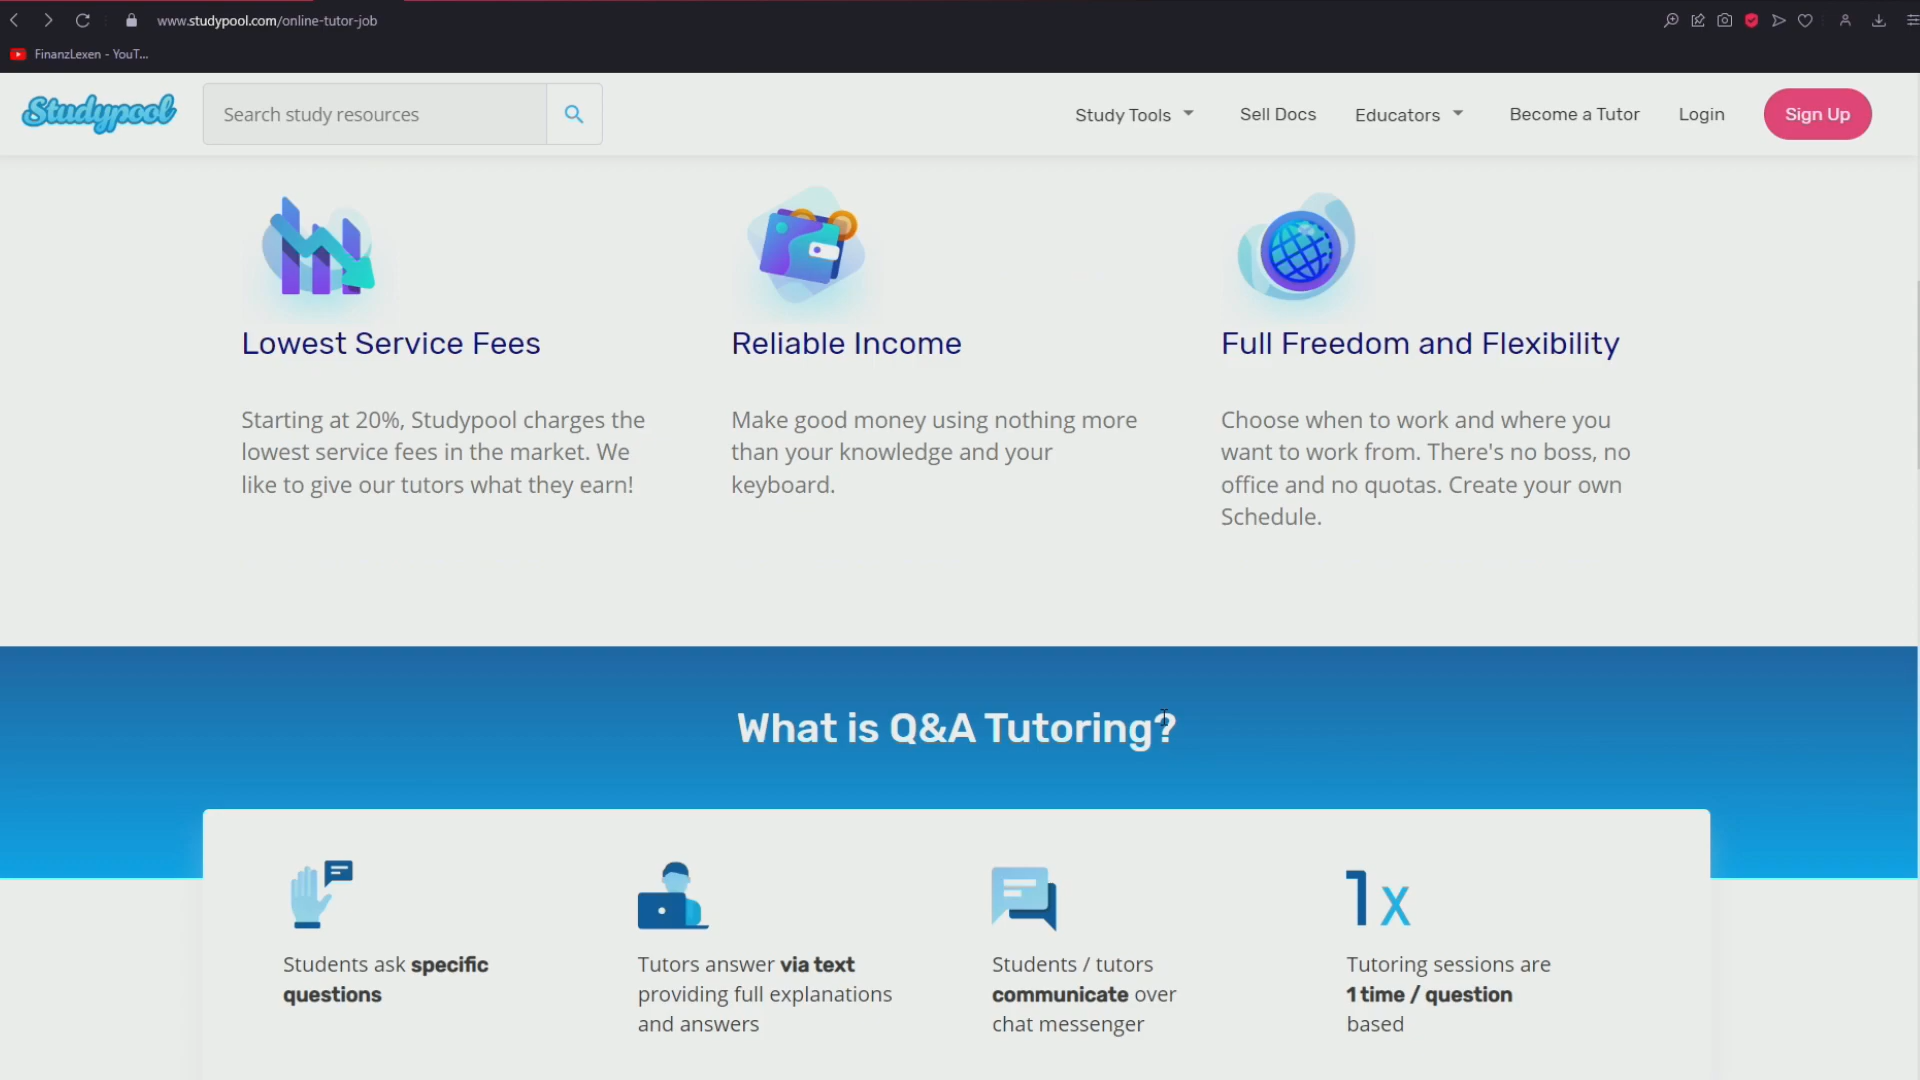 www.studypool.com/online-tutor-job
FinanzLexen - YouT...
Studypool
Search study resources
Study Tools
Sell Docs
Educators
Become a Tutor
Login
Sign Up
Lowest Service Fees
Starting at 20%, Studypool charges the
lowest service fees in the market. We
like to give our tutors what they earn!
Reliable Income
Make good money using nothing more
than your knowledge and your
keyboard.
Full Freedom and Flexibility
Choose when to work and where you
want to work from. There's no boss, no
office and no quotas. Create your own
Schedule.
What is Q&A Tutoring?
Students ask specific
questions
Tutors answer via text
providing full explanations
and answers
Students / tutors
communicate over
chat messenger
1x
Tutoring sessions are
1 time / question
based